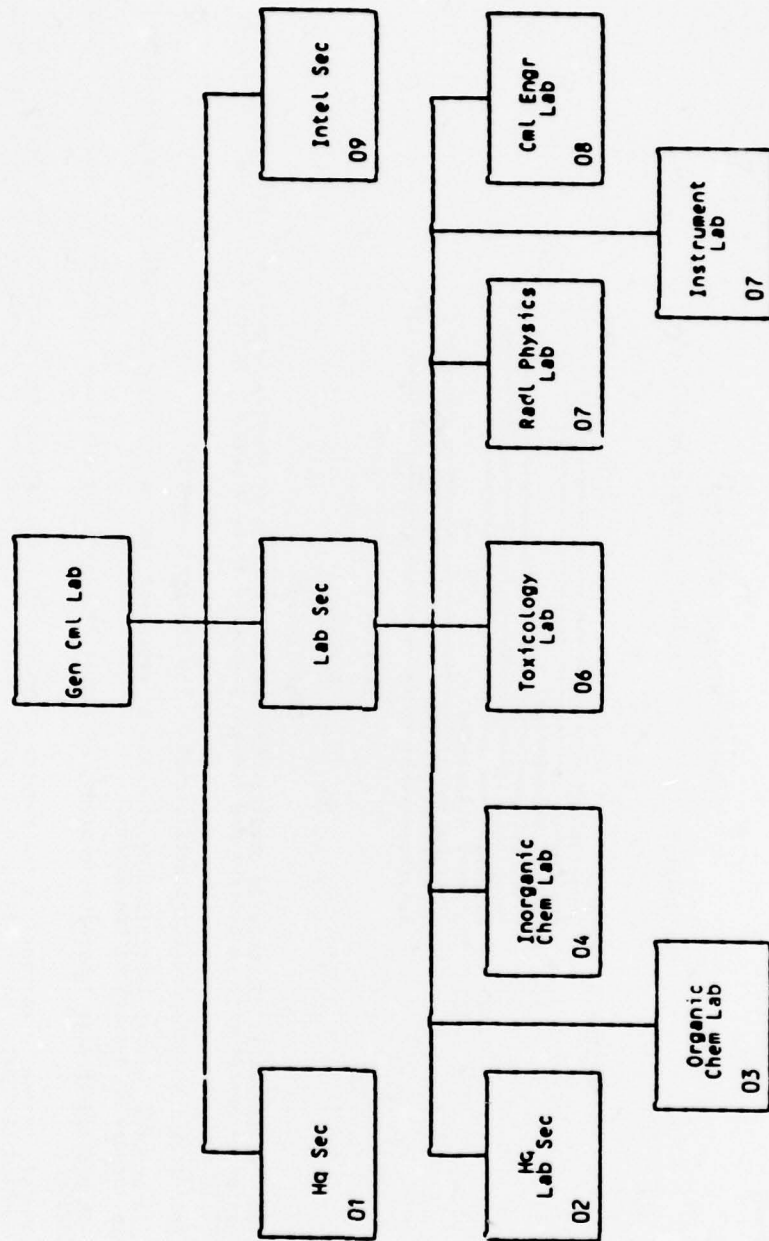 Gen Cml Lab
Hq Sec
01
Lab Sec
Intel Sec
09
HG
Lab Sec
02
Organic
Chem Lab
03
Inorganic
Chem Lab
04
Toxicology
Lab
06
Radl Physics
Lab
07
Instrument
Lab
07
Cml Engr
Lab
08